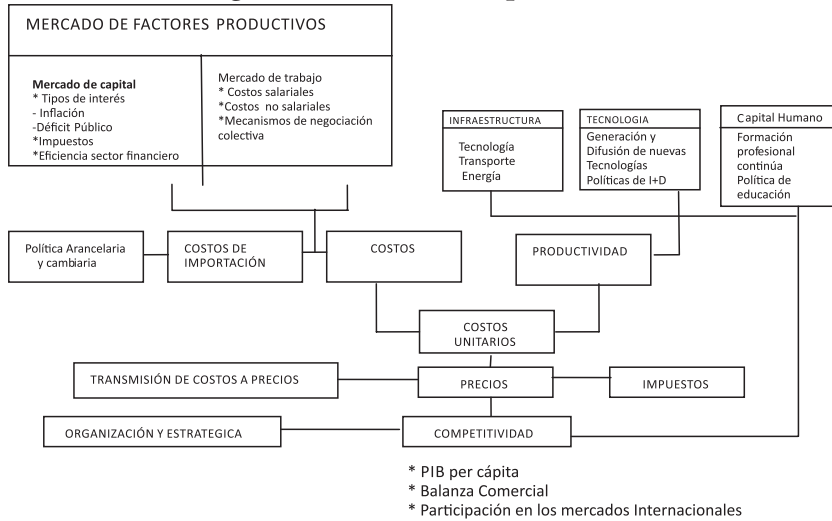 MERCADO DE FACTORES PRODUCTIVOS
Mercado de capital
* Tipos de interés
- Inflación
-Déficit Público
*Impuestos
*Eficiencia sector financiero
Mercado de trabajo
* Costos salariales
*Costos no salariales
*Mecanismos de negociación
colectiva
INFRAESTRUCTURA
Tecnología
Transporte
Energía
TECNOLOGIA
Generación y
Difusión de nuevas
Tecnologías
Políticas de I+D
Capital Humano
Formación
profesional
continúa
Política de
educación
Política Arancelaria
y cambiaria
COSTOS DE
IMPORTACIÓN
COSTOS
PRODUCTIVIDAD
COSTOS
UNITARIOS
TRANSMISIÓN DE COSTOS A PRECIOS
PRECIOS
IMPUESTOS
ORGANIZACIÓN Y ESTRATEGICA
COMPETITIVIDAD
* PIB per cápita
* Balanza Comercial
* Participación en los mercados Internacionales